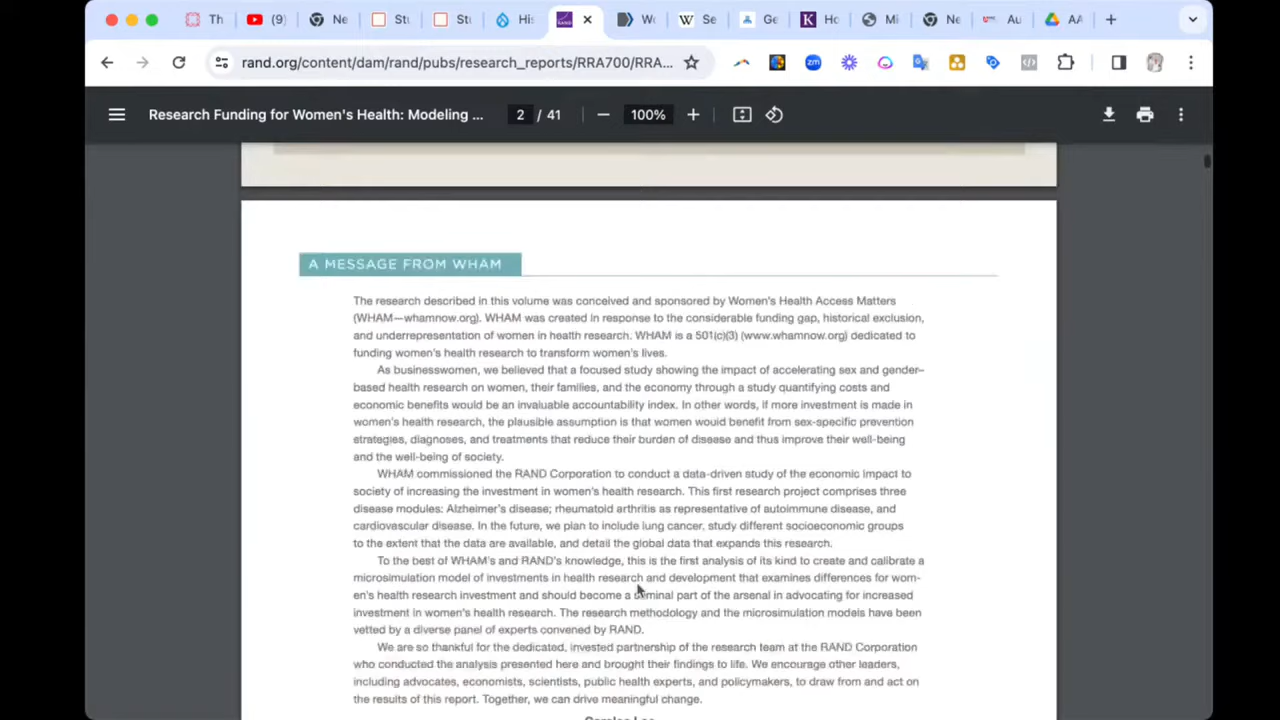 Th
(9)
Ne
Stu
Stu
His
Wo
Se
Ge
Ho
Mi
Ne
Au
AA
rand.org/content/dam/rand/pubs/research_reports/RRA700/RRA...
Research Funding for Women's Health: Modeling ...
2 / 41
100%
A MESSAGE FROM WHAM
The research described in this volume was conceived and sponsored by Women's Health Access Matters
(WHAM—whamnow.org). WHAM was created in response to the considerable funding gap, historical exclusion,
and underrepresentation of women in health research. WHAM is a 501(c)(3) (www.whamnow.org) dedicated to
funding women's health research to transform women's lives.
As businesswomen, we believed that a focused study showing the impact of accelerating sex and gender–
based health research on women, their families, and the economy through a study quantifying costs and
economic benefits would be an invaluable accountability index. In other words, if more investment is made in
women's health research, the plausible assumption is that women would benefit from sex-specific prevention
strategies, diagnoses, and treatments that reduce their burden of disease and thus improve their well-being
and the well-being of society.
WHAM commissioned the RAND Corporation to conduct a data-driven study of the economic impact to
society of increasing the investment in women's health research. This first research project comprises three
disease modules: Alzheimer's disease; rheumatoid arthritis as representative of autoimmune disease, and
cardiovascular disease. In the future, we plan to include lung cancer, study different socioeconomic groups
to the extent that the data are available, and detail the global data that expands this research.
To the best of WHAM's and RAND's knowledge, this is the first analysis of its kind to create and calibrate a
microsimulation model of investments in health research and development that examines differences for wom-
en's health research investment and should become a seminal part of the arsenal in advocating for increased
investment in women's health research. The research methodology and the microsimulation models have been
vetted by a diverse panel of experts convened by RAND.
We are so thankful for the dedicated, invested partnership of the research team at the RAND Corporation
who conducted the analysis presented here and brought their findings to life. We encourage other leaders,
including advocates, economists, scientists, public health experts, and policymakers, to draw from and act on
the results of this report. Together, we can drive meaningful change.